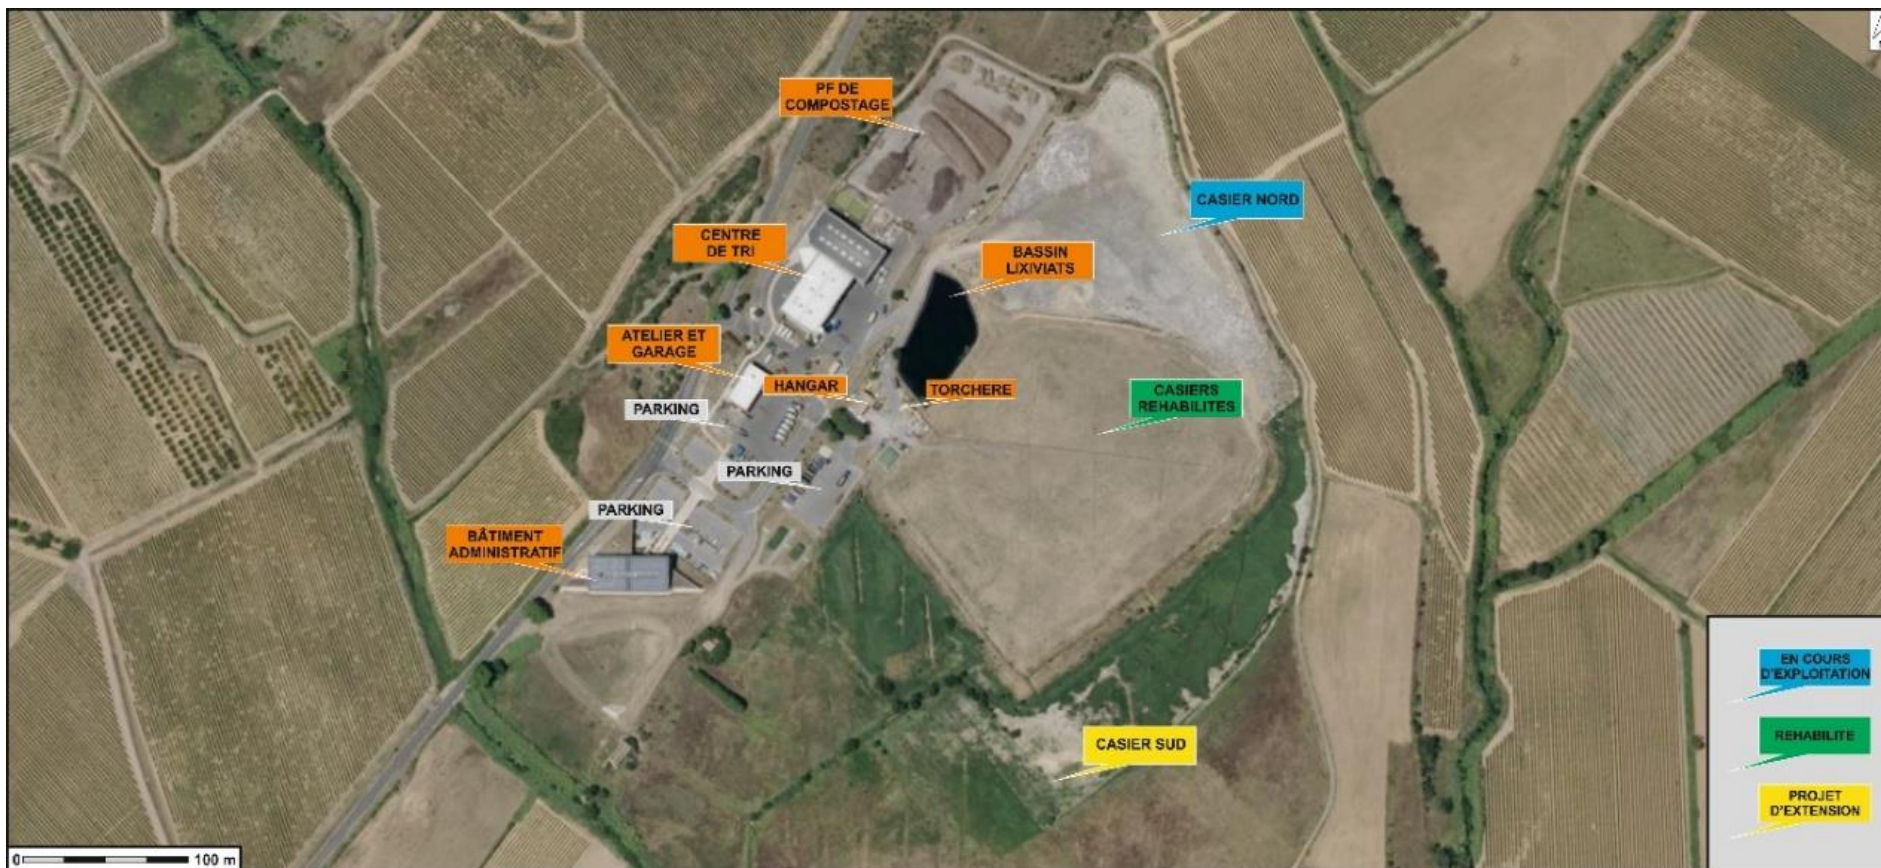 PF DE
COMPOSTAGE
CASIER NORD
CENTRE
DE TRI
BASSIN
LIXIVIATS
ATELIER ET
GARAGE
HANGAR
TORCHERE
CASIERS
REHABILITES
PARKING
PARKING
PARKING
BÂTIMENT
ADMINISTRATIF
CASIER SUD
EN COURS
D'EXPLOITATION
REHABILITE
PROJET
D'EXTENSION
0
100 m